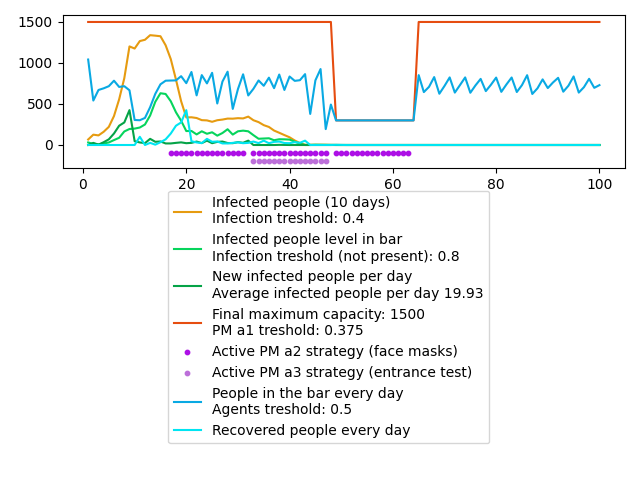 1500
1000
500
0
0
20
40
60
80
100
Infected people (10 days)
Infection treshold: 0.4
Infected people level in bar
Infection treshold (not present): 0.8
New infected people per day
Average infected people per day 19.93
Final maximum capacity: 1500
PM a1 treshold: 0.375
Active PM a2 strategy (face masks)
Active PM a3 strategy (entrance test)
People in the bar every day
Agents treshold: 0.5
Recovered people every day